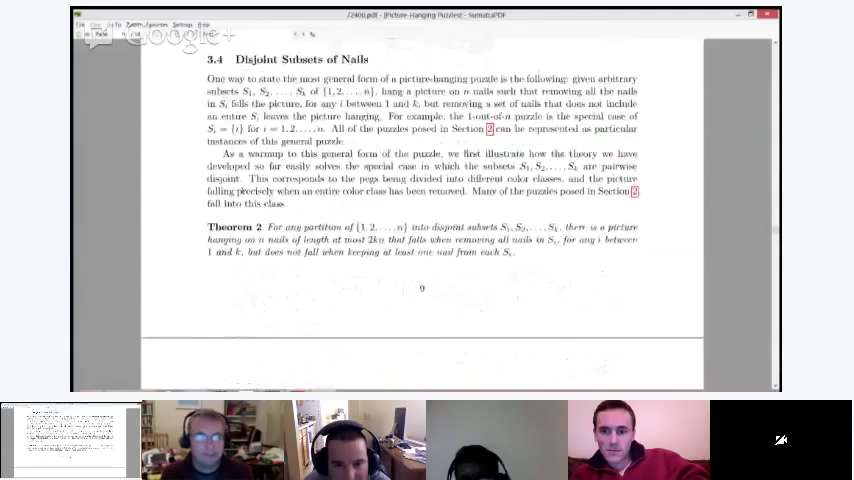 72400.pdf - [Picture-Hanging Puzzles] - SumatraPDF
File View Go To Zoom Favorites Settings Help
Google+
3.4 Disjoint Subsets of Nails
One way to state the most general form of a picture-hanging puzzle is the following: given arbitrary
subsets S1, S2, . . . , Sk of {1, 2, . . . , n}, hang a picture on n nails such that removing all the nails
in Si fells the picture, for any i between 1 and k, but removing a set of nails that does not include
an entire Si leaves the picture hanging. For example, the 1-out-of-n puzzle is the special case of
Si = {i} for i = 1, 2, . . . , n. All of the puzzles posed in Section 2 can be represented as particular
instances of this general puzzle.
As a warmup to this general form of the puzzle, we first illustrate how the theory we have
developed so far easily solves the special case in which the subsets S1, S2, . . . , Sk are pairwise
disjoint. This corresponds to the pegs being divided into different color classes, and the picture
falling precisely when an entire color class has been removed. Many of the puzzles posed in Section 2
fall into this class.
Theorem 2 For any partition of {1, 2, . . . , n} into disjoint subsets S1, S2, . . . , Sk, there is a picture
hanging on n nails of length at most 2kn that falls when removing all nails in Si, for any i between
1 and k, but does not fall when keeping at least one nail from each Si.
9